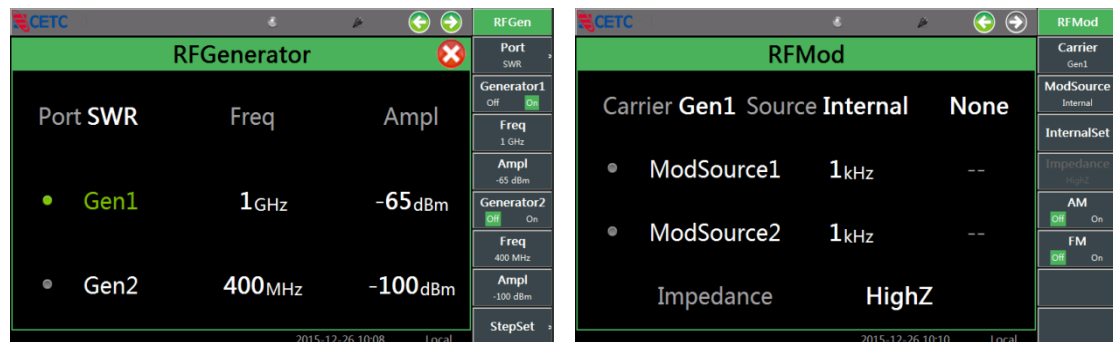 CETC
RFGenerator
Port SWR Freq Ampl
Gen1 1GHz -65dBm
Gen2 400MHz -100dBm
2015-12-26 10:08 Local
RFGen
Port
SWR
Generator1
Off On
Freq
1 GHz
Ampl
-65 dBm
Generator2
Off On
Freq
400 MHz
Ampl
-100 dBm
StepSet
CETC
RFMod
Carrier Gen1 Source Internal None
ModSource1 1kHz --
ModSource2 1kHz --
Impedance HighZ
2015-12-26 10:10 Local
RFMod
Carrier
Gen1
ModSource
Internal
InternalSet
Impedance
HighZ
AM
Off On
FM
Off On